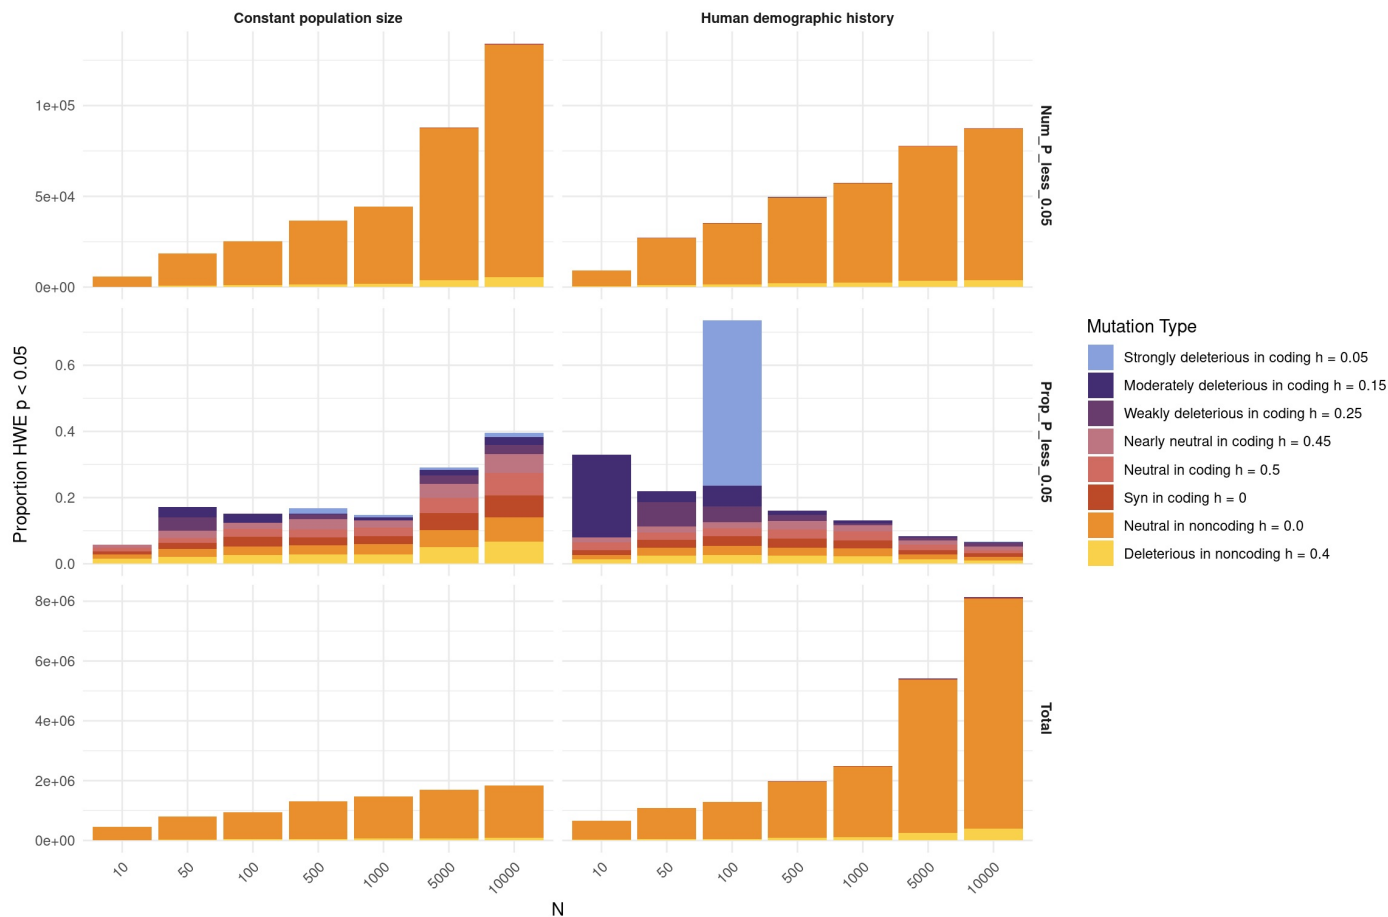 Constant population size
Human demographic history
1e+05
5e+04
0e+00
Num_P_less_0.05
Proportion HWE p < 0.05
0.6
0.4
0.2
0.0
Prop_P_less_0.05
8e+06
6e+06
4e+06
2e+06
0e+00
Total
10
50
100
500
1000
5000
10000
10
50
100
500
1000
5000
10000
N
Mutation Type
Strongly deleterious in coding h = 0.05
Moderately deleterious in coding h = 0.15
Weakly deleterious in coding h = 0.25
Nearly neutral in coding h = 0.45
Neutral in coding h = 0.5
Syn in coding h = 0
Neutral in noncoding h = 0.0
Deleterious in noncoding h = 0.4